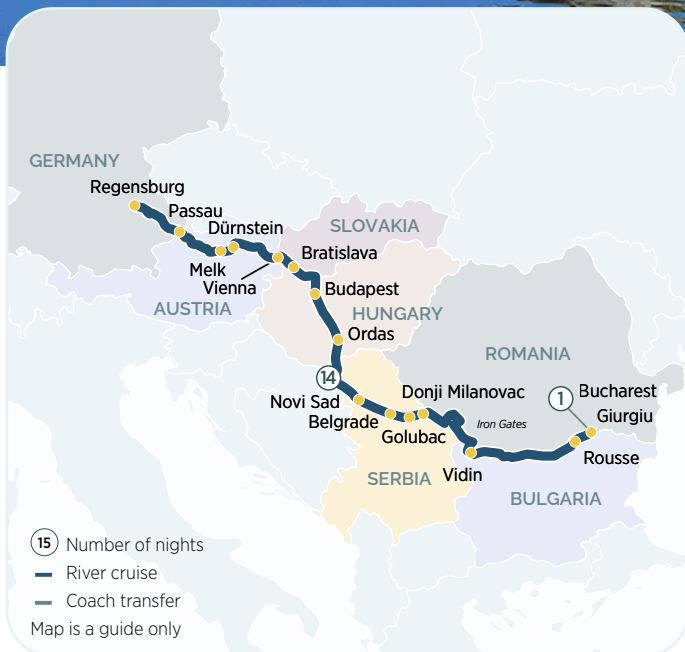 GERMANY
Regensburg
Passau
Dürnstein
SLOVAKIA
Melk
Bratislava
Vienna
Budapest
AUSTRIA
HUNGARY
Ordas
ROMANIA
14
Donji Milanovac
1
Bucharest
Novi Sad
Giurgiu
Belgrade
Iron Gates
Golubac
Rousse
SERBIA
Vidin
BULGARIA
15 Number of nights
River cruise
Coach transfer
Map is a guide only